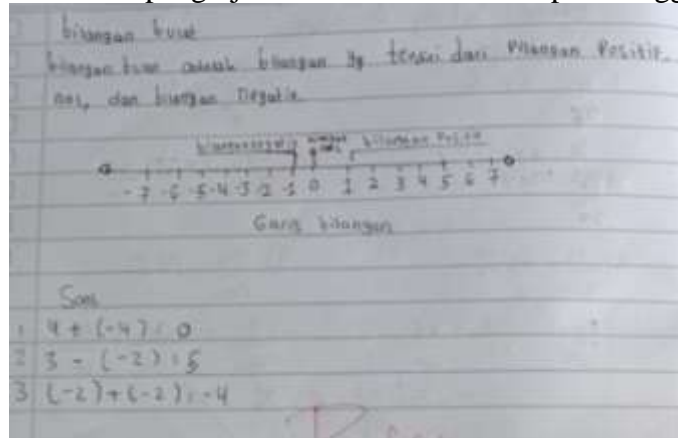 bilangan bulat
bilangan bulat adalah bilangan yg terdiri dari bilangan Positif.
nol, dan bilangan negatif
bilangan negatif bilangan Positif
-7 -6 -5 -4 -3 -2 -1 0 1 2 3 4 5 6 7
Garis bilangan
Soal
1 4 + (-4) = 0
2 3 - (-2) = 5
3 (-2) + (-2) = -4